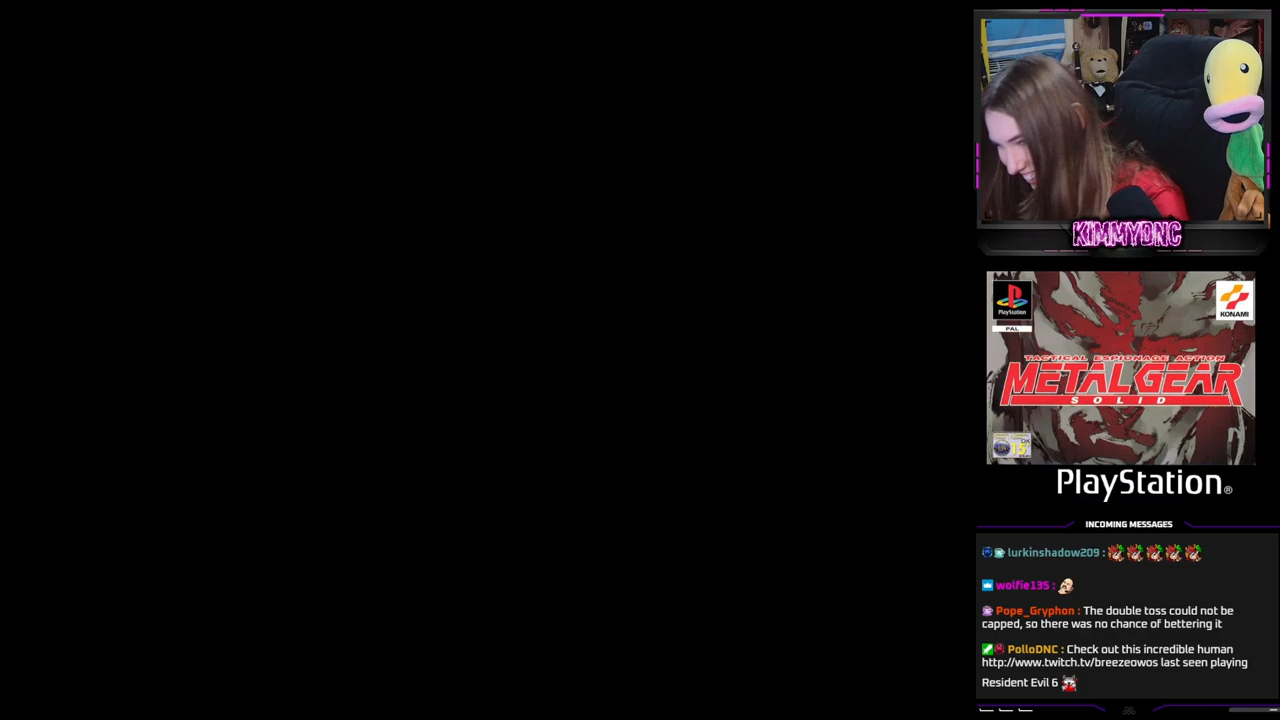 KIMMYDNC
PlayStation
PAL
KONAMI
TACTICAL ESPIONAGE ACTION
METAL GEAR
SOLID
15
PlayStation®
INCOMING MESSAGES
lurkinshadow209 :
wolfie135 :
Pope_Gryphon : The double toss could not be
capped, so there was no chance of bettering it
PolloDNC : Check out this incredible human
http://www.twitch.tv/breezeowos last seen playing
Resident Evil 6